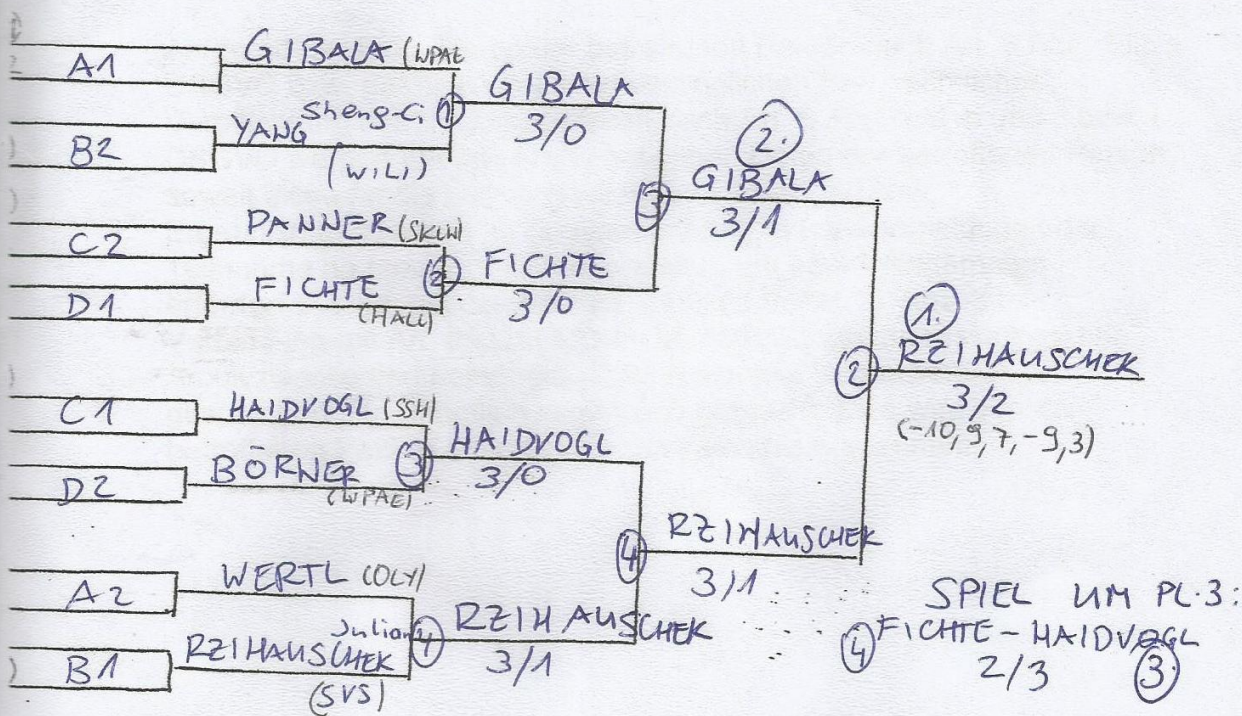 A1
GIBALA (WPAE
① GIBALA
3/0
YANG Sheng-Ci
B2
(WILI)
③ GIBALA
2.
3/1
C2
PANNER (SKLW)
② FICHTE
3/0
D1
FICHTE
(HALL)
1.
② RZIHAUSCHEK
3/2
(-10,9,7,-9,3)
C1
HAIDVOGL (SSH)
③ HAIDVOGL
3/0
D2
BÖRNER
(WPAE)
④ RZIHAUSCHEK
3/1
A2
WERTL (OLY)
④ RZIHAUSCHEK
3/1
B1
RZIHAUSCHEK Julian
(SVS)
SPIEL UM PL.3:
④ FICHTE – HAIDVOGL
2/3 ③